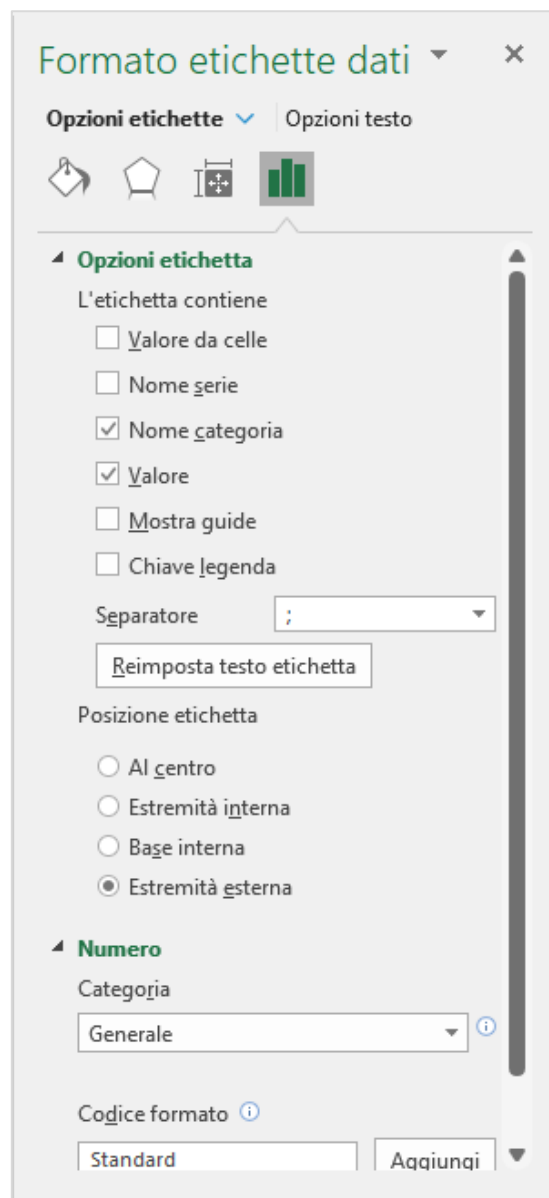 Formato etichette dati
Opzioni etichette Opzioni testo
Opzioni etichetta
L'etichetta contiene
Valore da celle
Nome serie
Nome categoria
Valore
Mostra guide
Chiave legenda
Separatore ;
Reimposta testo etichetta
Posizione etichetta
Al centro
Estremità interna
Base interna
Estremità esterna
Numero
Categoria
Generale
Codice formato
Standard Aggiungi